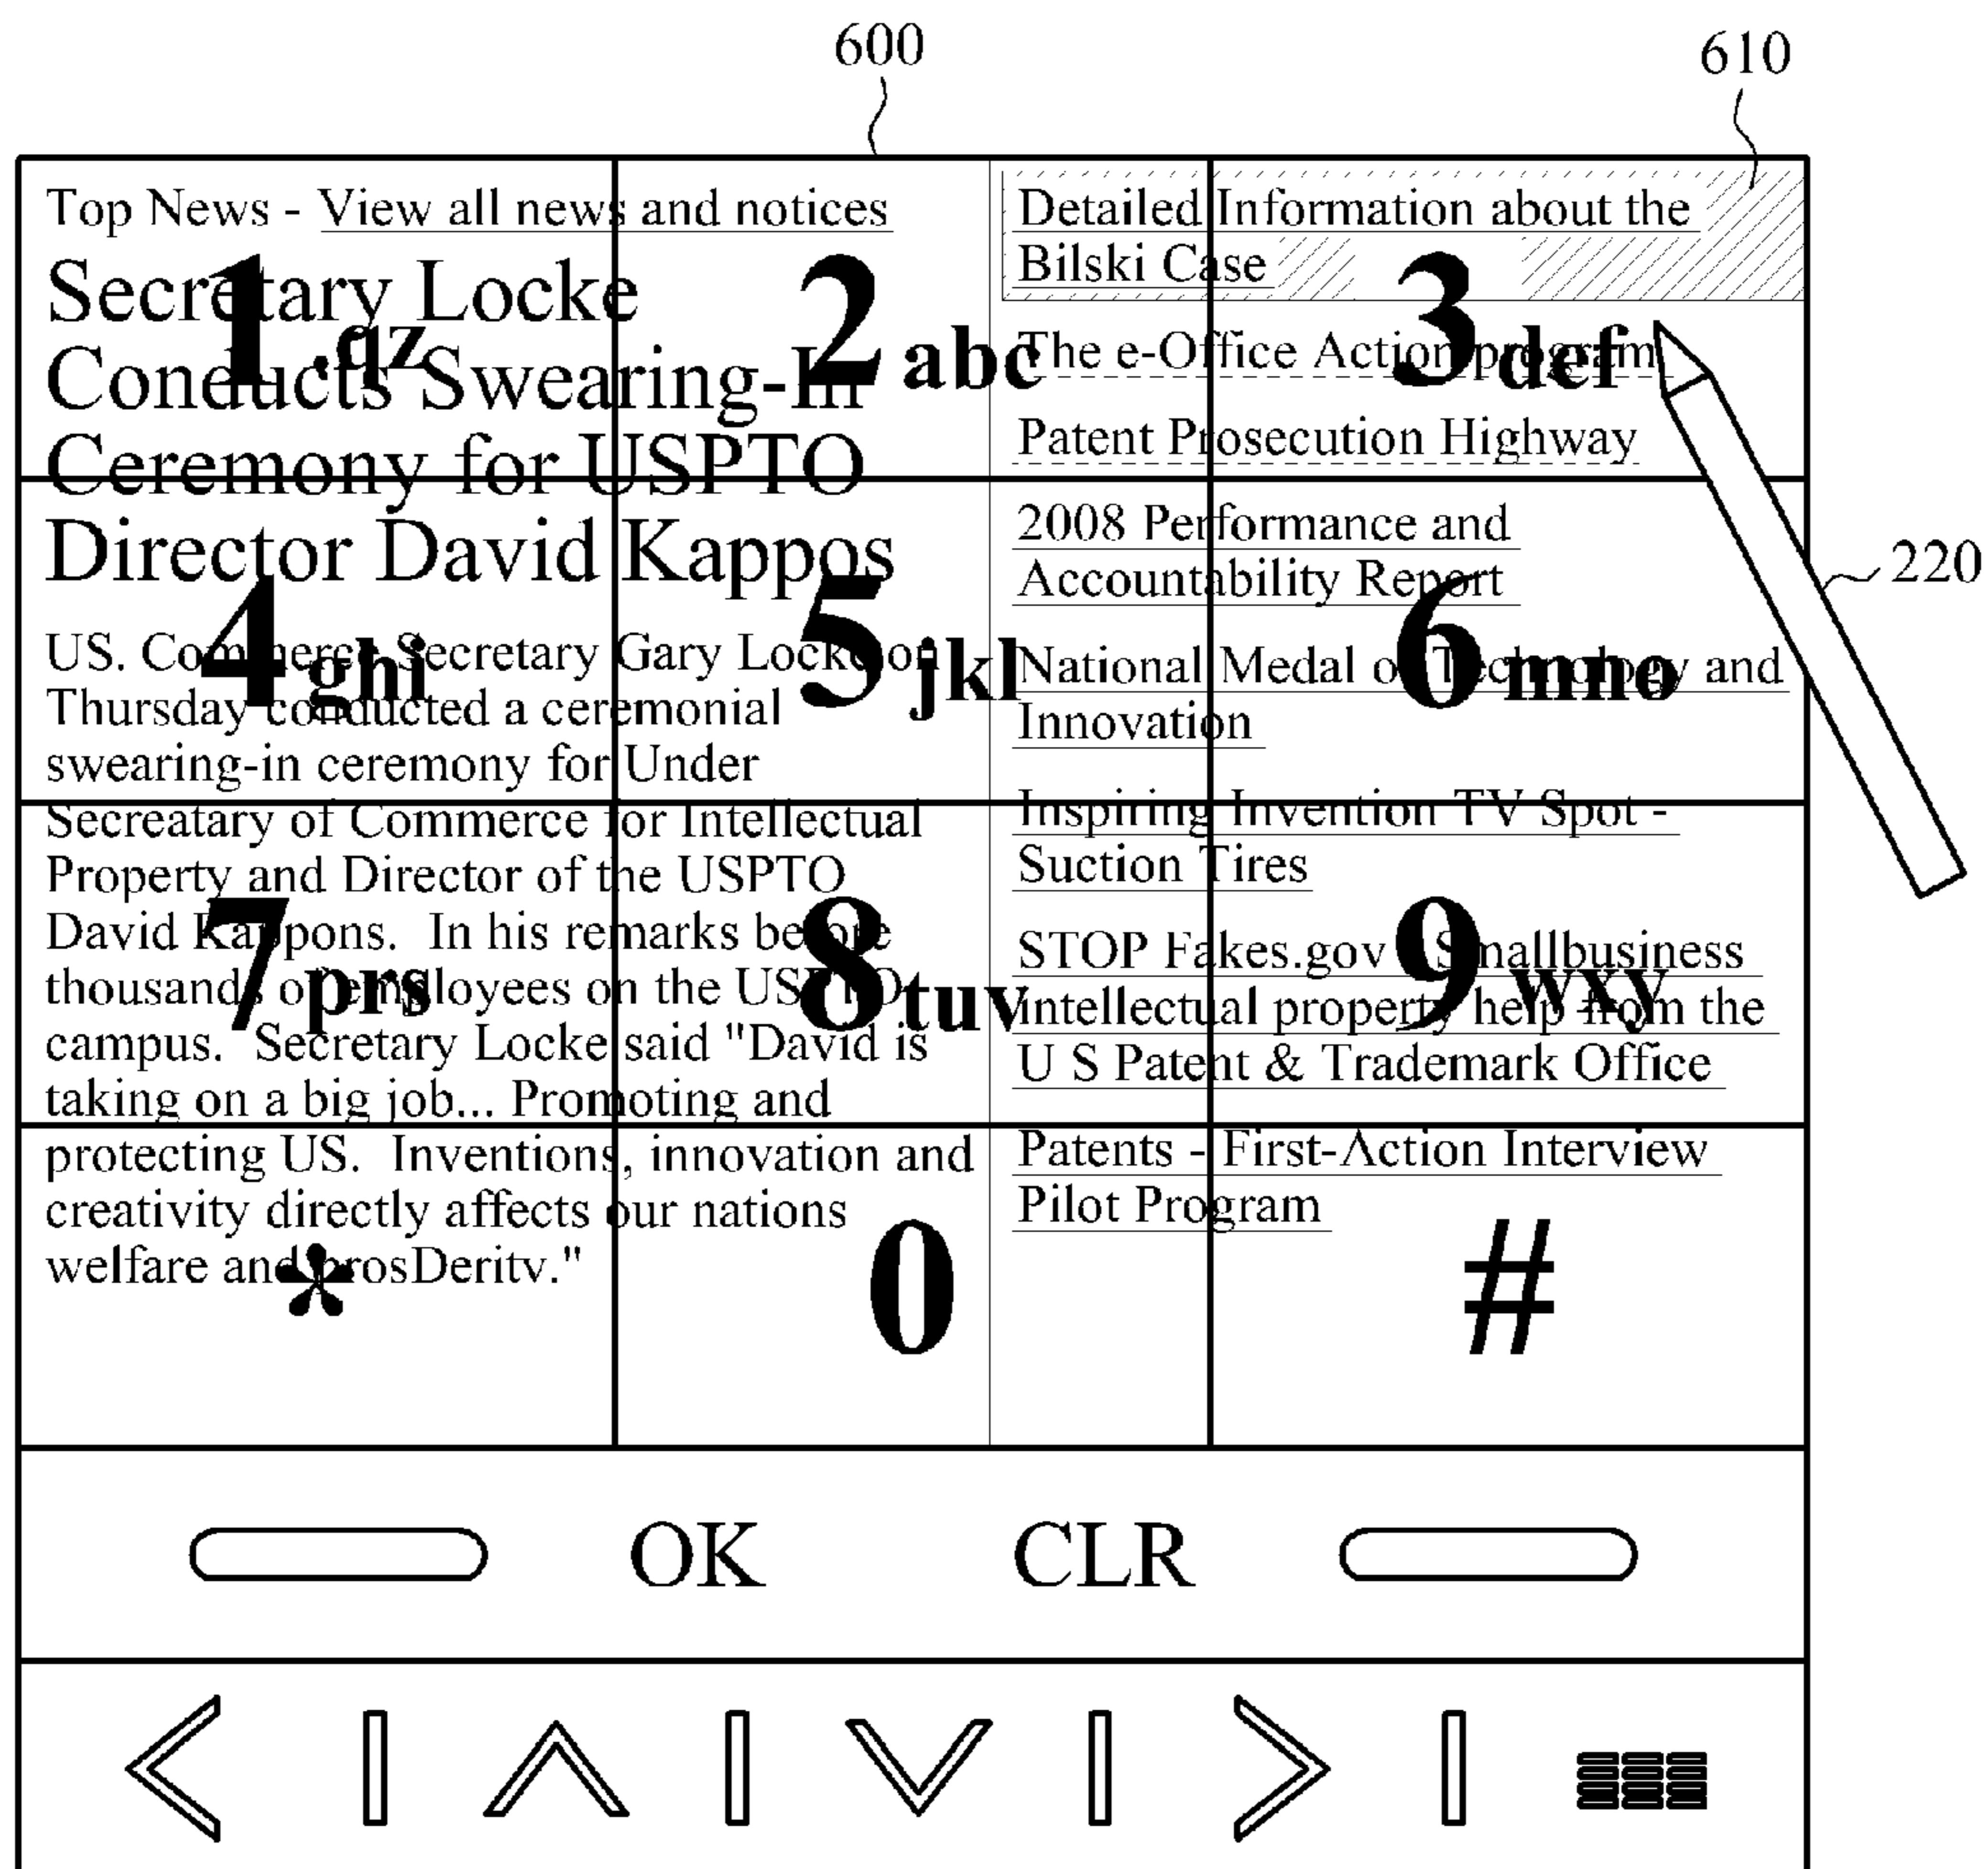 600
610
Top News - View all news and notices
Secretary Locke
Conducts Swearing-In
Ceremony for USPTO
Director David Kappos
US. Commerce Secretary Gary Locke on
Thursday conducted a ceremonial
swearing-in ceremony for Under
Secreatary of Commerce for Intellectual
Property and Director of the USPTO
David Kappons. In his remarks before
thousands of employees on the USPTO
campus. Secretary Locke said "David is
taking on a big job... Promoting and
protecting US. Inventions, innovation and
creativity directly affects our nations
welfare and prosDeritv."
Detailed Information about the
Bilski Case
The e-Office Action program
Patent Prosecution Highway
2008 Performance and
Accountability Report
National Medal of Technology and
Innovation
Inspiring Invention TV Spot -
Suction Tires
STOP Fakes.gov Smallbusiness
intellectual property help from the
U S Patent & Trademark Office
Patents - First-Action Interview
Pilot Program
220
1 .qz
2 abc
3 def
4 ghi
5 jkl
6 mno
7 prs
8 tuv
9 wxy
*
0
#
OK CLR